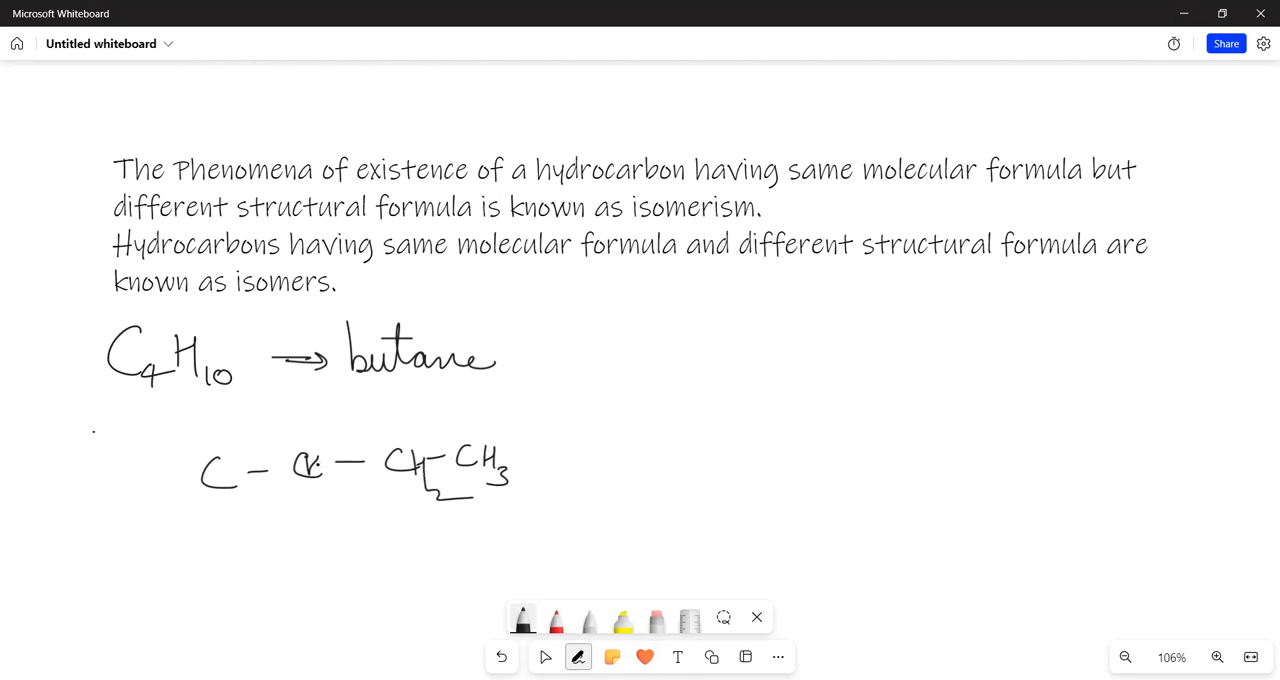 Microsoft Whiteboard
Untitled whiteboard
Share
The Phenomena of existence of a hydrocarbon having same molecular formula but
different structural formula is known as isomerism.
Hydrocarbons having same molecular formula and different structural formula are
known as isomers.
C4H10 → butane
C - C - CH2 - CH3
106%